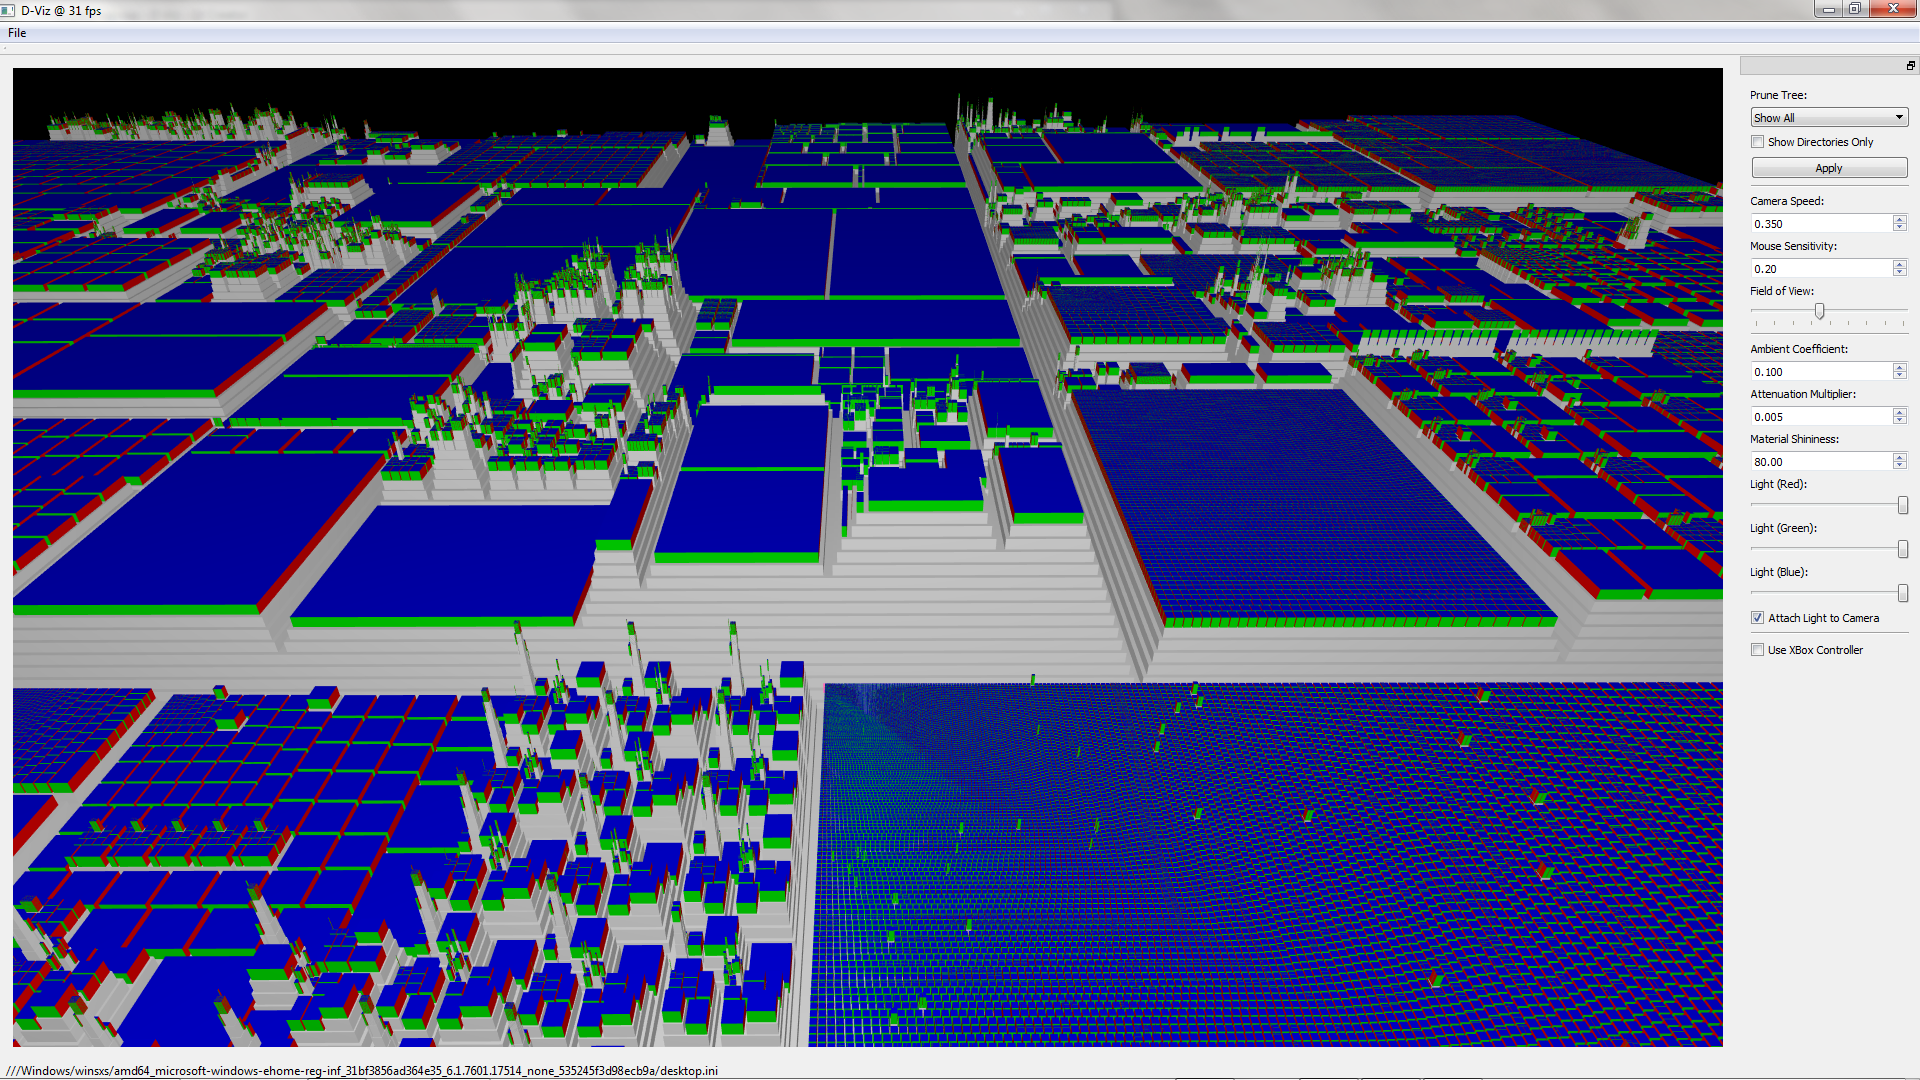 D-Viz @ 31 fps
File
Prune Tree:
Show All
Show Directories Only
Apply
Camera Speed:
0.350
Mouse Sensitivity:
0.20
Field of View:
Ambient Coefficient:
0.100
Attenuation Multiplier:
0.005
Material Shininess:
80.00
Light (Red):
Light (Green):
Light (Blue):
Attach Light to Camera
Use XBox Controller
///Windows/winsxs/amd64_microsoft-windows-ehome-reg-inf_31bf3856ad364e35_6.1.7601.17514_none_535245f3d98ecb9a/desktop.ini